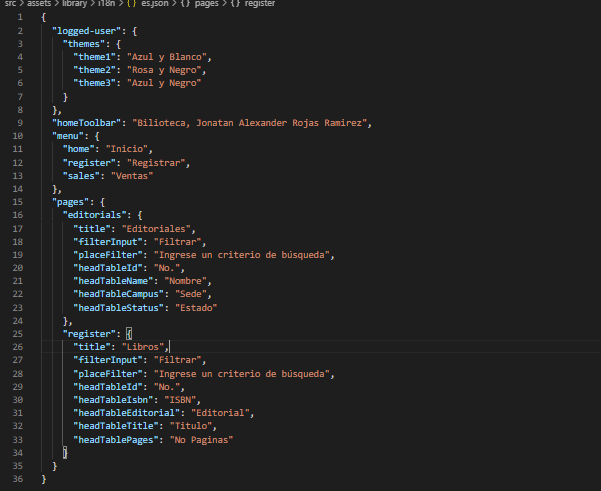 src > assets > library > i18n > {} es.json > {} pages > {} register
1 {
2 "logged-user": {
3 "themes": {
4 "theme1": "Azul y Blanco",
5 "theme2": "Rosa y Negro",
6 "theme3": "Azul y Negro"
7 }
8 },
9 "homeToolbar": "Bilioteca, Jonatan Alexander Rojas Ramirez",
10 "menu": {
11 "home": "Inicio",
12 "register": "Registrar",
13 "sales": "Ventas"
14 },
15 "pages": {
16 "editorials": {
17 "title": "Editoriales",
18 "filterInput": "Filtrar",
19 "placeFilter": "Ingrese un criterio de búsqueda",
20 "headTableId": "No.",
21 "headTableName": "Nombre",
22 "headTableCampus": "Sede",
23 "headTableStatus": "Estado"
24 },
25 "register": {
26 "title": "Libros",
27 "filterInput": "Filtrar",
28 "placeFilter": "Ingrese un criterio de búsqueda",
29 "headTableId": "No.",
30 "headTableIsbn": "ISBN",
31 "headTableEditorial": "Editorial",
32 "headTableTitle": "Titulo",
33 "headTablePages": "No Paginas"
34 }
35 }
36 }